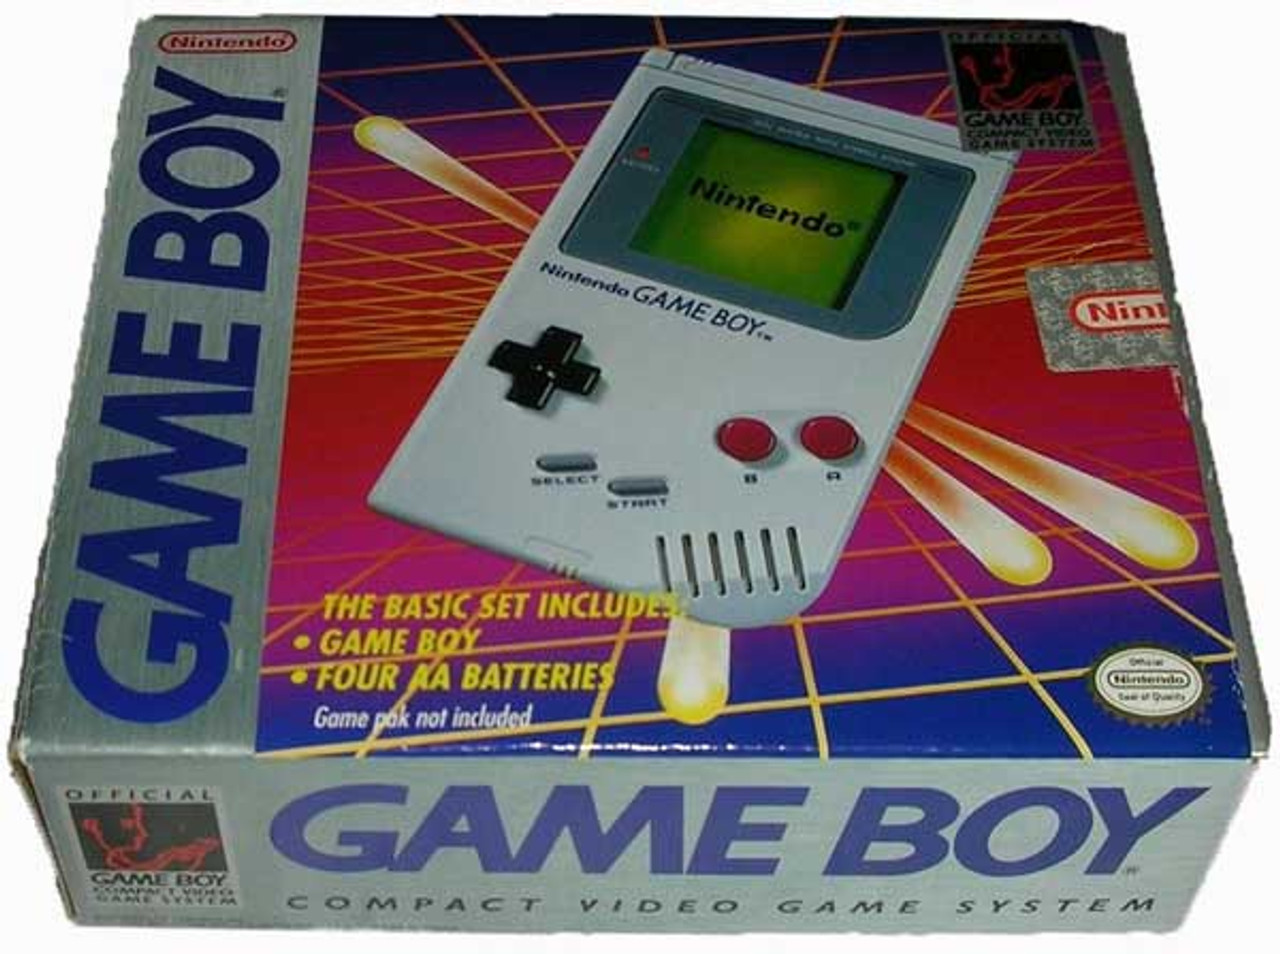 Nintendo®
GAME BOY®
OFFICIAL
GAME BOY
COMPACT VIDEO
GAME SYSTEM
Nintendo®
Nintendo GAME BOY™
SELECT
START
B
A
Nint
THE BASIC SET INCLUDES:
• GAME BOY
• FOUR AA BATTERIES
Game pak not included
Official
Nintendo
Seal of Quality
OFFICIAL
GAME BOY
COMPACT VIDEO
GAME SYSTEM
GAME BOY®
COMPACT VIDEO GAME SYSTEM